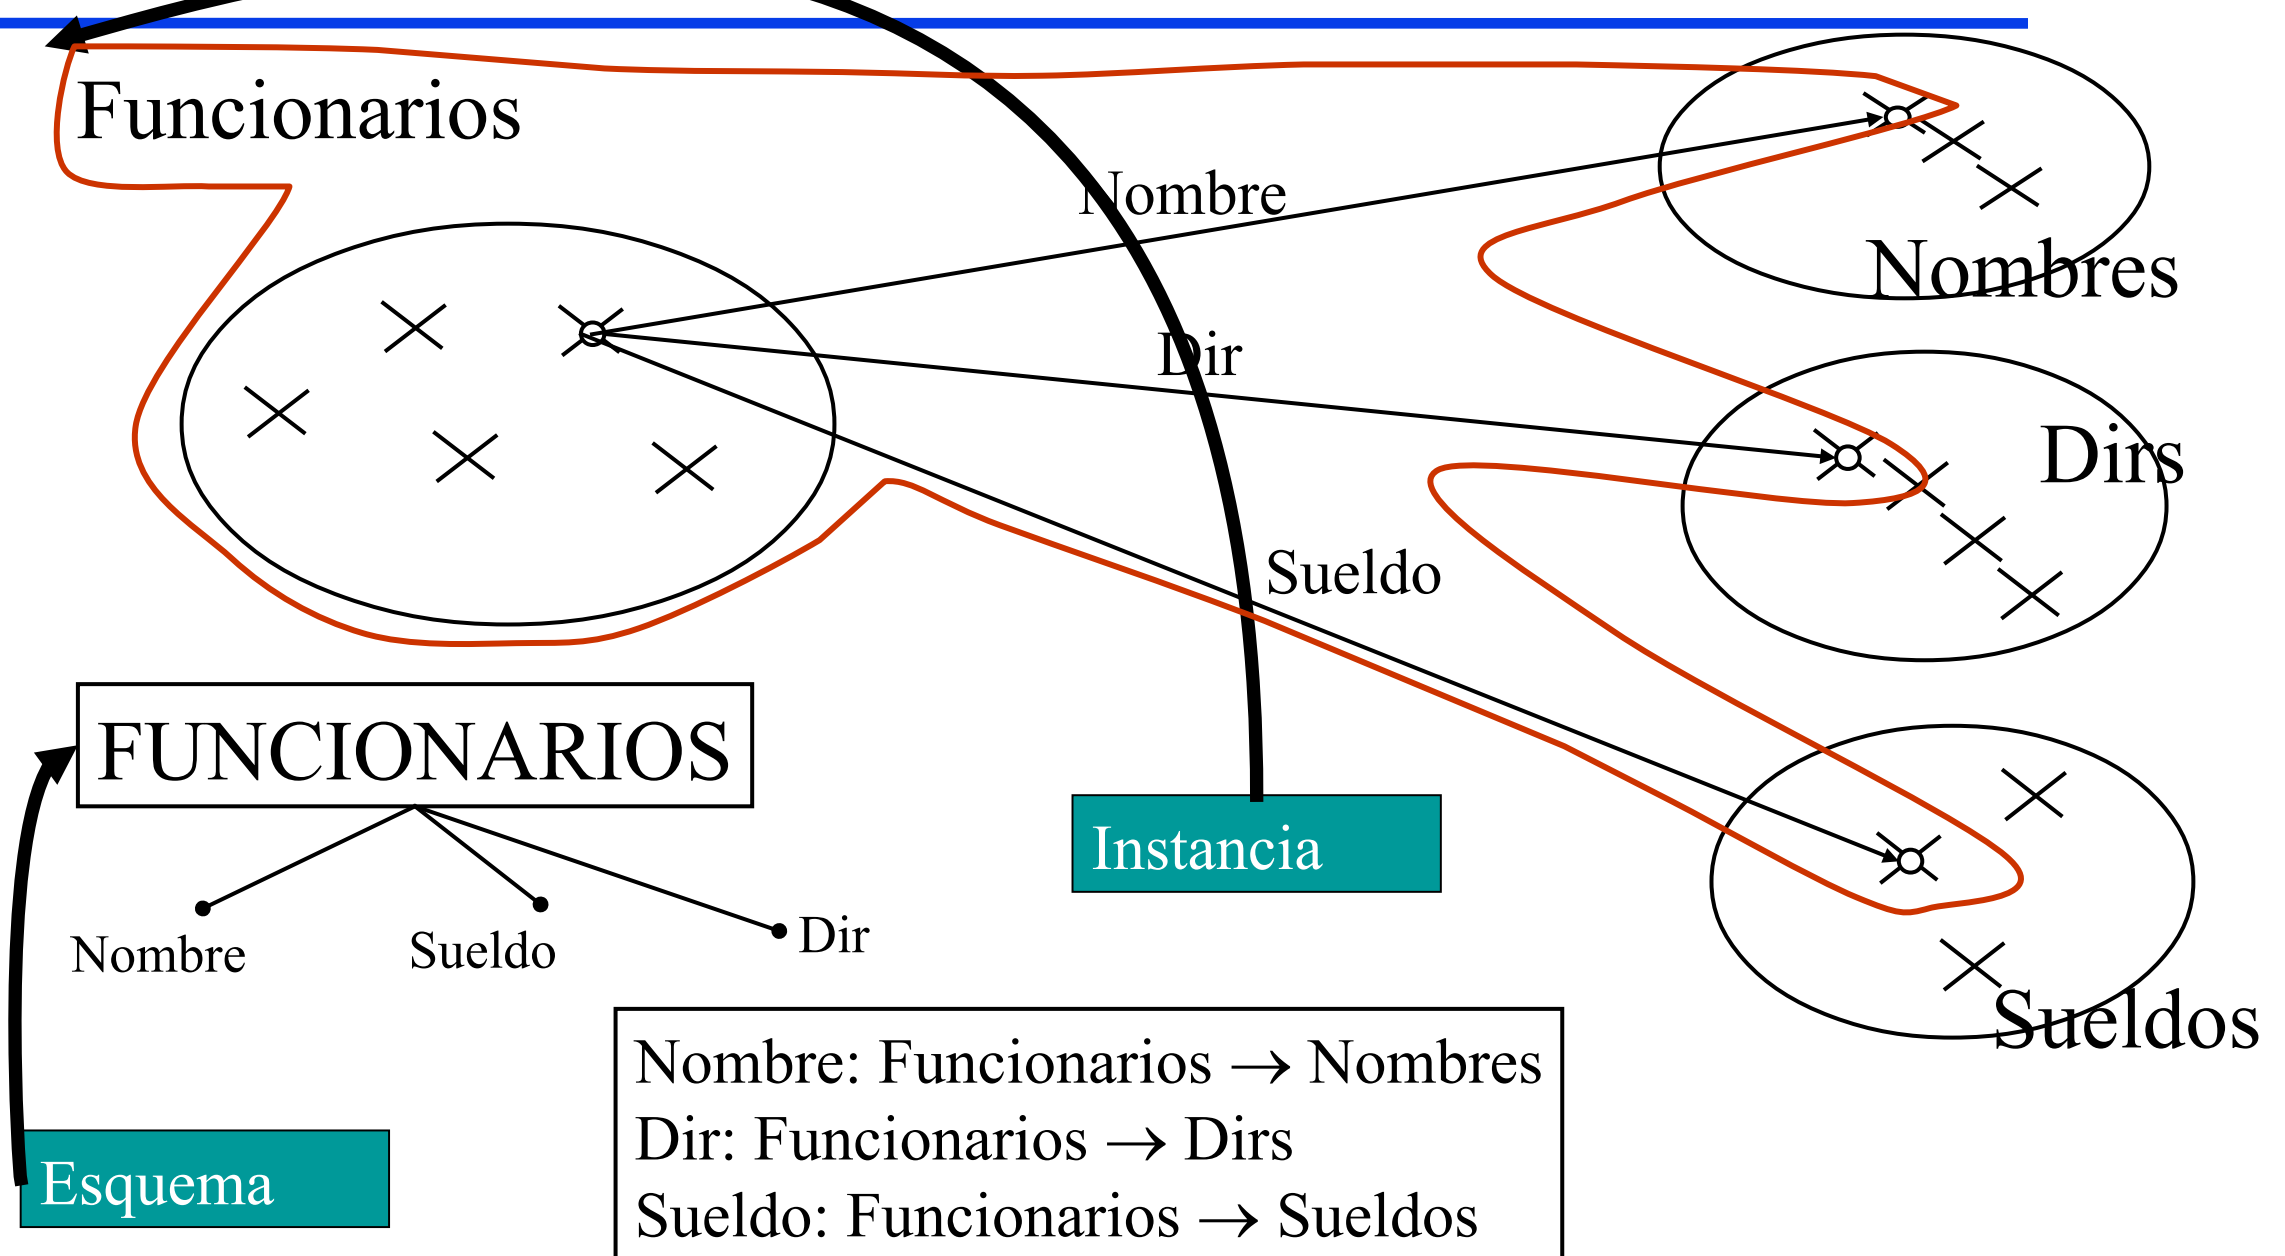 Funcionarios
Nombre
Nombres
Dir
Dirs
Sueldo
FUNCIONARIOS
Instancia
Nombre
Sueldo
Dir
Sueldos
Nombre: Funcionarios → Nombres
Dir: Funcionarios → Dirs
Esquema
Sueldo: Funcionarios → Sueldos